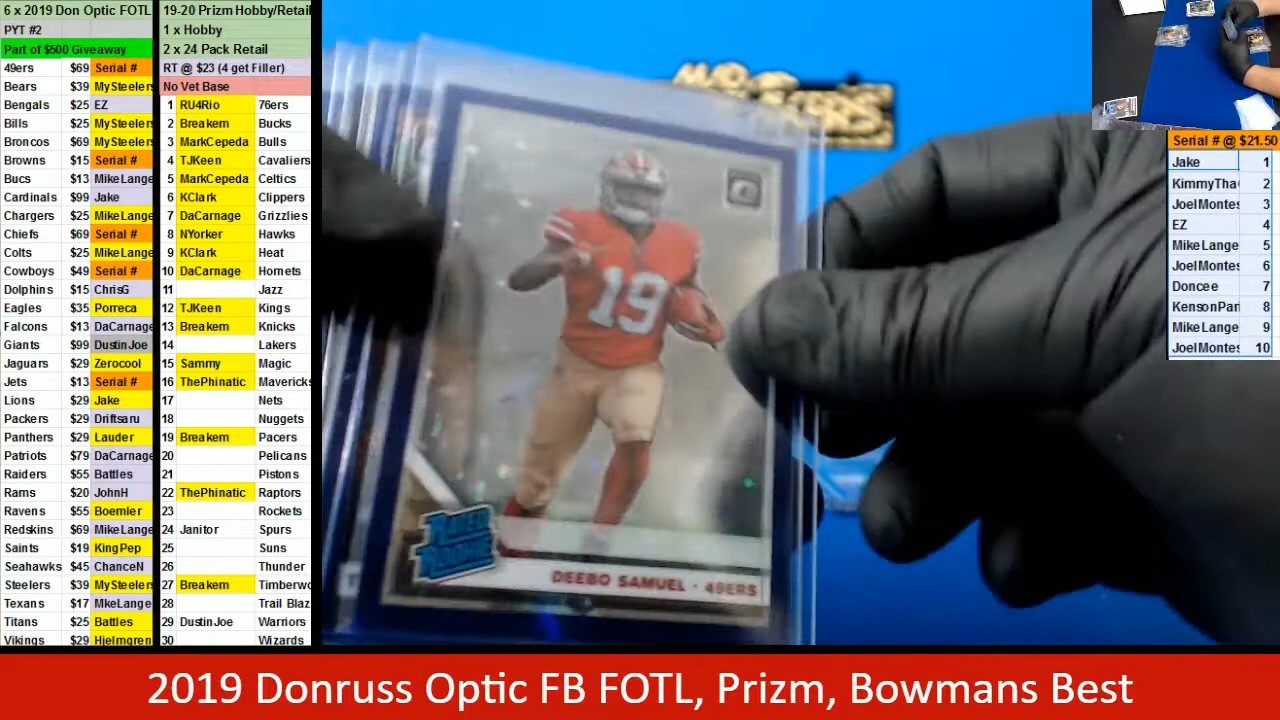 6 x 2019 Don Optic FOTL
PYT #2
Part of $500 Giveaway
49ers $69 Serial #
Bears $39 MySteelers
Bengals $25 EZ
Bills $25 MySteelers
Broncos $69 MySteelers
Browns $15 Serial #
Bucs $13 MikeLange
Cardinals $99 Jake
Chargers $25 MikeLange
Chiefs $69 Serial #
Colts $25 MikeLange
Cowboys $49 Serial #
Dolphins $15 ChrisG
Eagles $35 Porreca
Falcons $13 DaCarnage
Giants $99 DustinJoe
Jaguars $29 Zerocool
Jets $13 Serial #
Lions $29 Jake
Packers $29 Driftsaru
Panthers $29 Lauder
Patriots $79 DaCarnage
Raiders $55 Battles
Rams $20 JohnH
Ravens $55 Boemler
Redskins $69 MikeLange
Saints $19 KingPep
Seahawks $45 ChanceN
Steelers $39 MySteelers
Texans $17 MkeLange
Titans $25 Battles
Vikings $29 Hjelmgren
19-20 Prizm Hobby/Retail
1 x Hobby
2 x 24 Pack Retail
RT @ $23 (4 get Filler)
No Vet Base
1 RU4Rio 76ers
2 Breakem Bucks
3 MarkCepeda Bulls
4 TJKeen Cavaliers
5 MarkCepeda Celtics
6 KClark Clippers
7 DaCarnage Grizzlies
8 NYorker Hawks
9 KClark Heat
10 DaCarnage Hornets
11 Jazz
12 TJKeen Kings
13 Breakem Knicks
14 Lakers
15 Sammy Magic
16 ThePhinatic Mavericks
17 Nets
18 Nuggets
19 Breakem Pacers
20 Pelicans
21 Pistons
22 ThePhinatic Raptors
23 Rockets
24 Janitor Spurs
25 Suns
26 Thunder
27 Breakem Timberwo
28 Trail Blaz
29 DustinJoe Warriors
30 Wizards
19
RATED
ROOKIE
DEEBO SAMUEL - 49ERS
Serial # @ $21.50
Jake 1
KimmyTha 2
JoelMontes 3
EZ 4
MikeLange 5
JoelMontes 6
Doncee 7
KensonPar 8
MikeLange 9
JoelMontes 10
2019 Donruss Optic FB FOTL, Prizm, Bowmans Best